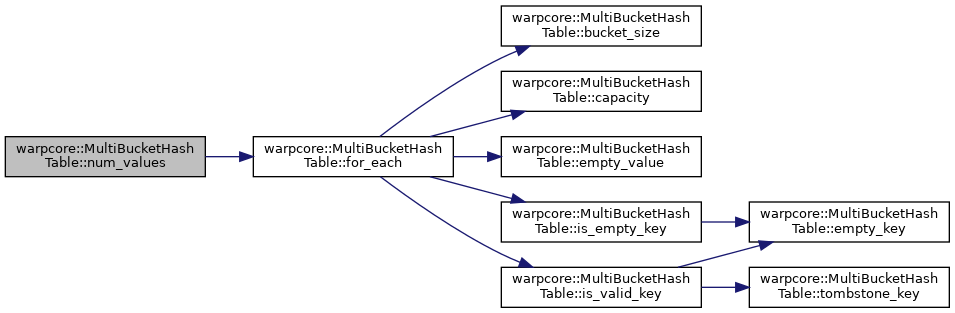 warpcore::MultiBucketHash
Table::num_values
warpcore::MultiBucketHash
Table::for_each
warpcore::MultiBucketHash
Table::bucket_size
warpcore::MultiBucketHash
Table::capacity
warpcore::MultiBucketHash
Table::empty_value
warpcore::MultiBucketHash
Table::is_empty_key
warpcore::MultiBucketHash
Table::is_valid_key
warpcore::MultiBucketHash
Table::empty_key
warpcore::MultiBucketHash
Table::tombstone_key